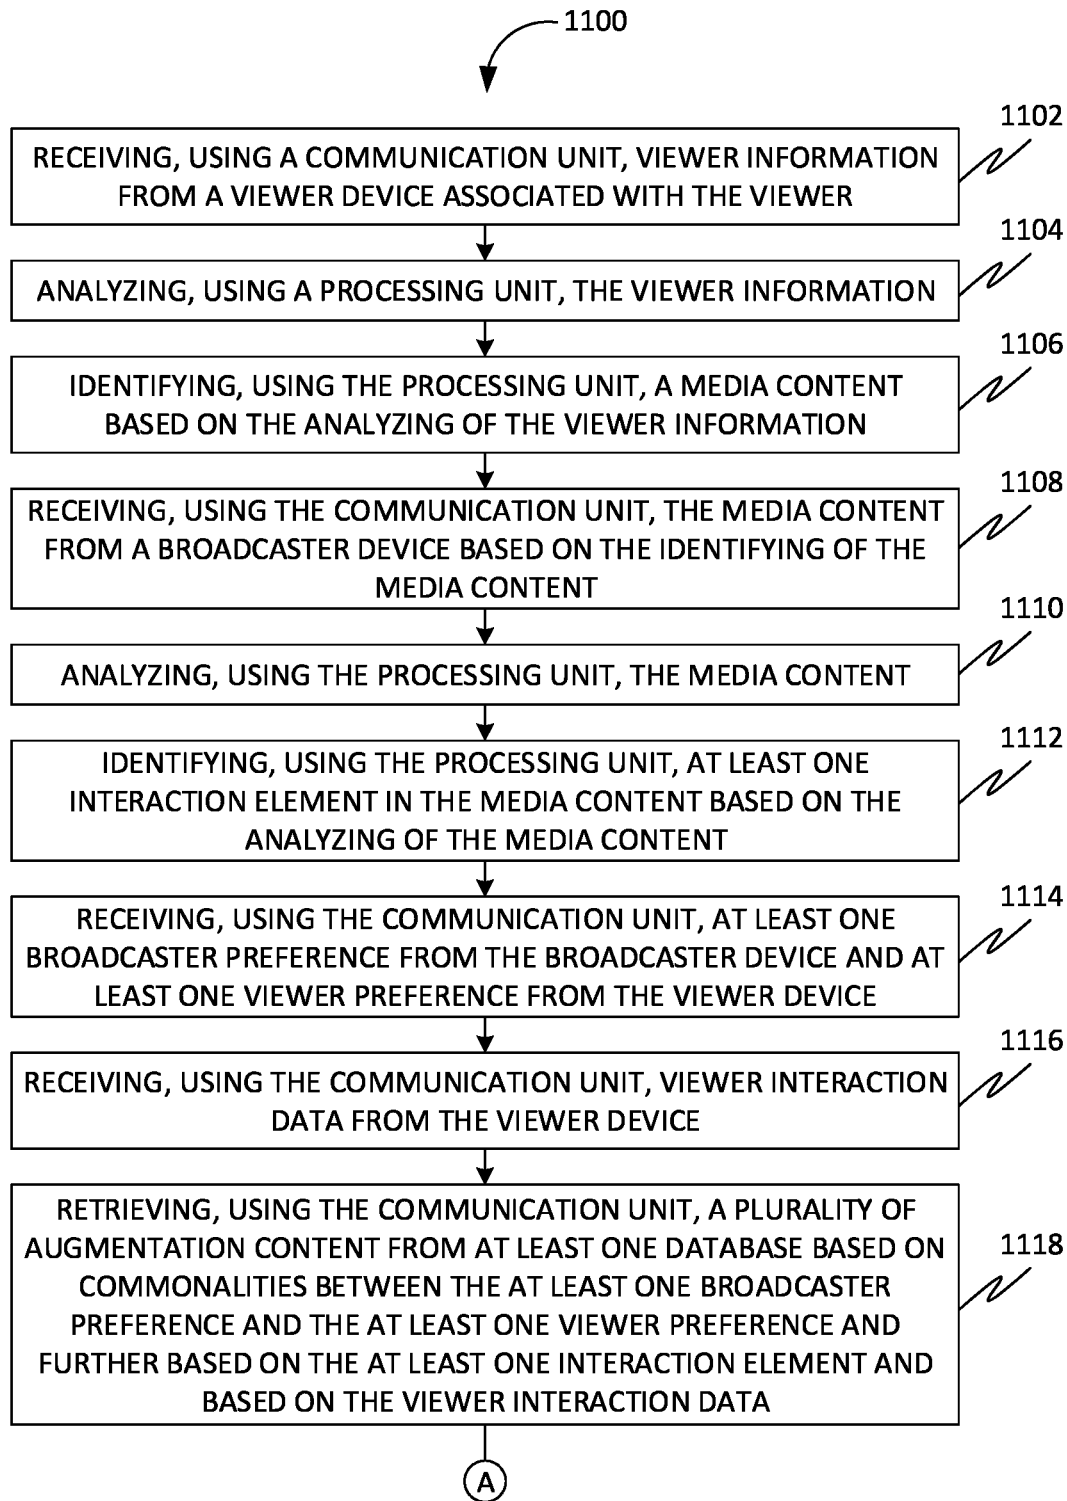 1100
1102
RECEIVING, USING A COMMUNICATION UNIT, VIEWER INFORMATION
FROM A VIEWER DEVICE ASSOCIATED WITH THE VIEWER
1104
ANALYZING, USING A PROCESSING UNIT, THE VIEWER INFORMATION
1106
IDENTIFYING, USING THE PROCESSING UNIT, A MEDIA CONTENT
BASED ON THE ANALYZING OF THE VIEWER INFORMATION
1108
RECEIVING, USING THE COMMUNICATION UNIT, THE MEDIA CONTENT
FROM A BROADCASTER DEVICE BASED ON THE IDENTIFYING OF THE
MEDIA CONTENT
1110
ANALYZING, USING THE PROCESSING UNIT, THE MEDIA CONTENT
1112
IDENTIFYING, USING THE PROCESSING UNIT, AT LEAST ONE
INTERACTION ELEMENT IN THE MEDIA CONTENT BASED ON THE
ANALYZING OF THE MEDIA CONTENT
1114
RECEIVING, USING THE COMMUNICATION UNIT, AT LEAST ONE
BROADCASTER PREFERENCE FROM THE BROADCASTER DEVICE AND AT
LEAST ONE VIEWER PREFERENCE FROM THE VIEWER DEVICE
1116
RECEIVING, USING THE COMMUNICATION UNIT, VIEWER INTERACTION
DATA FROM THE VIEWER DEVICE
1118
RETRIEVING, USING THE COMMUNICATION UNIT, A PLURALITY OF
AUGMENTATION CONTENT FROM AT LEAST ONE DATABASE BASED ON
COMMONALITIES BETWEEN THE AT LEAST ONE BROADCASTER
PREFERENCE AND THE AT LEAST ONE VIEWER PREFERENCE AND
FURTHER BASED ON THE AT LEAST ONE INTERACTION ELEMENT AND
BASED ON THE VIEWER INTERACTION DATA
A